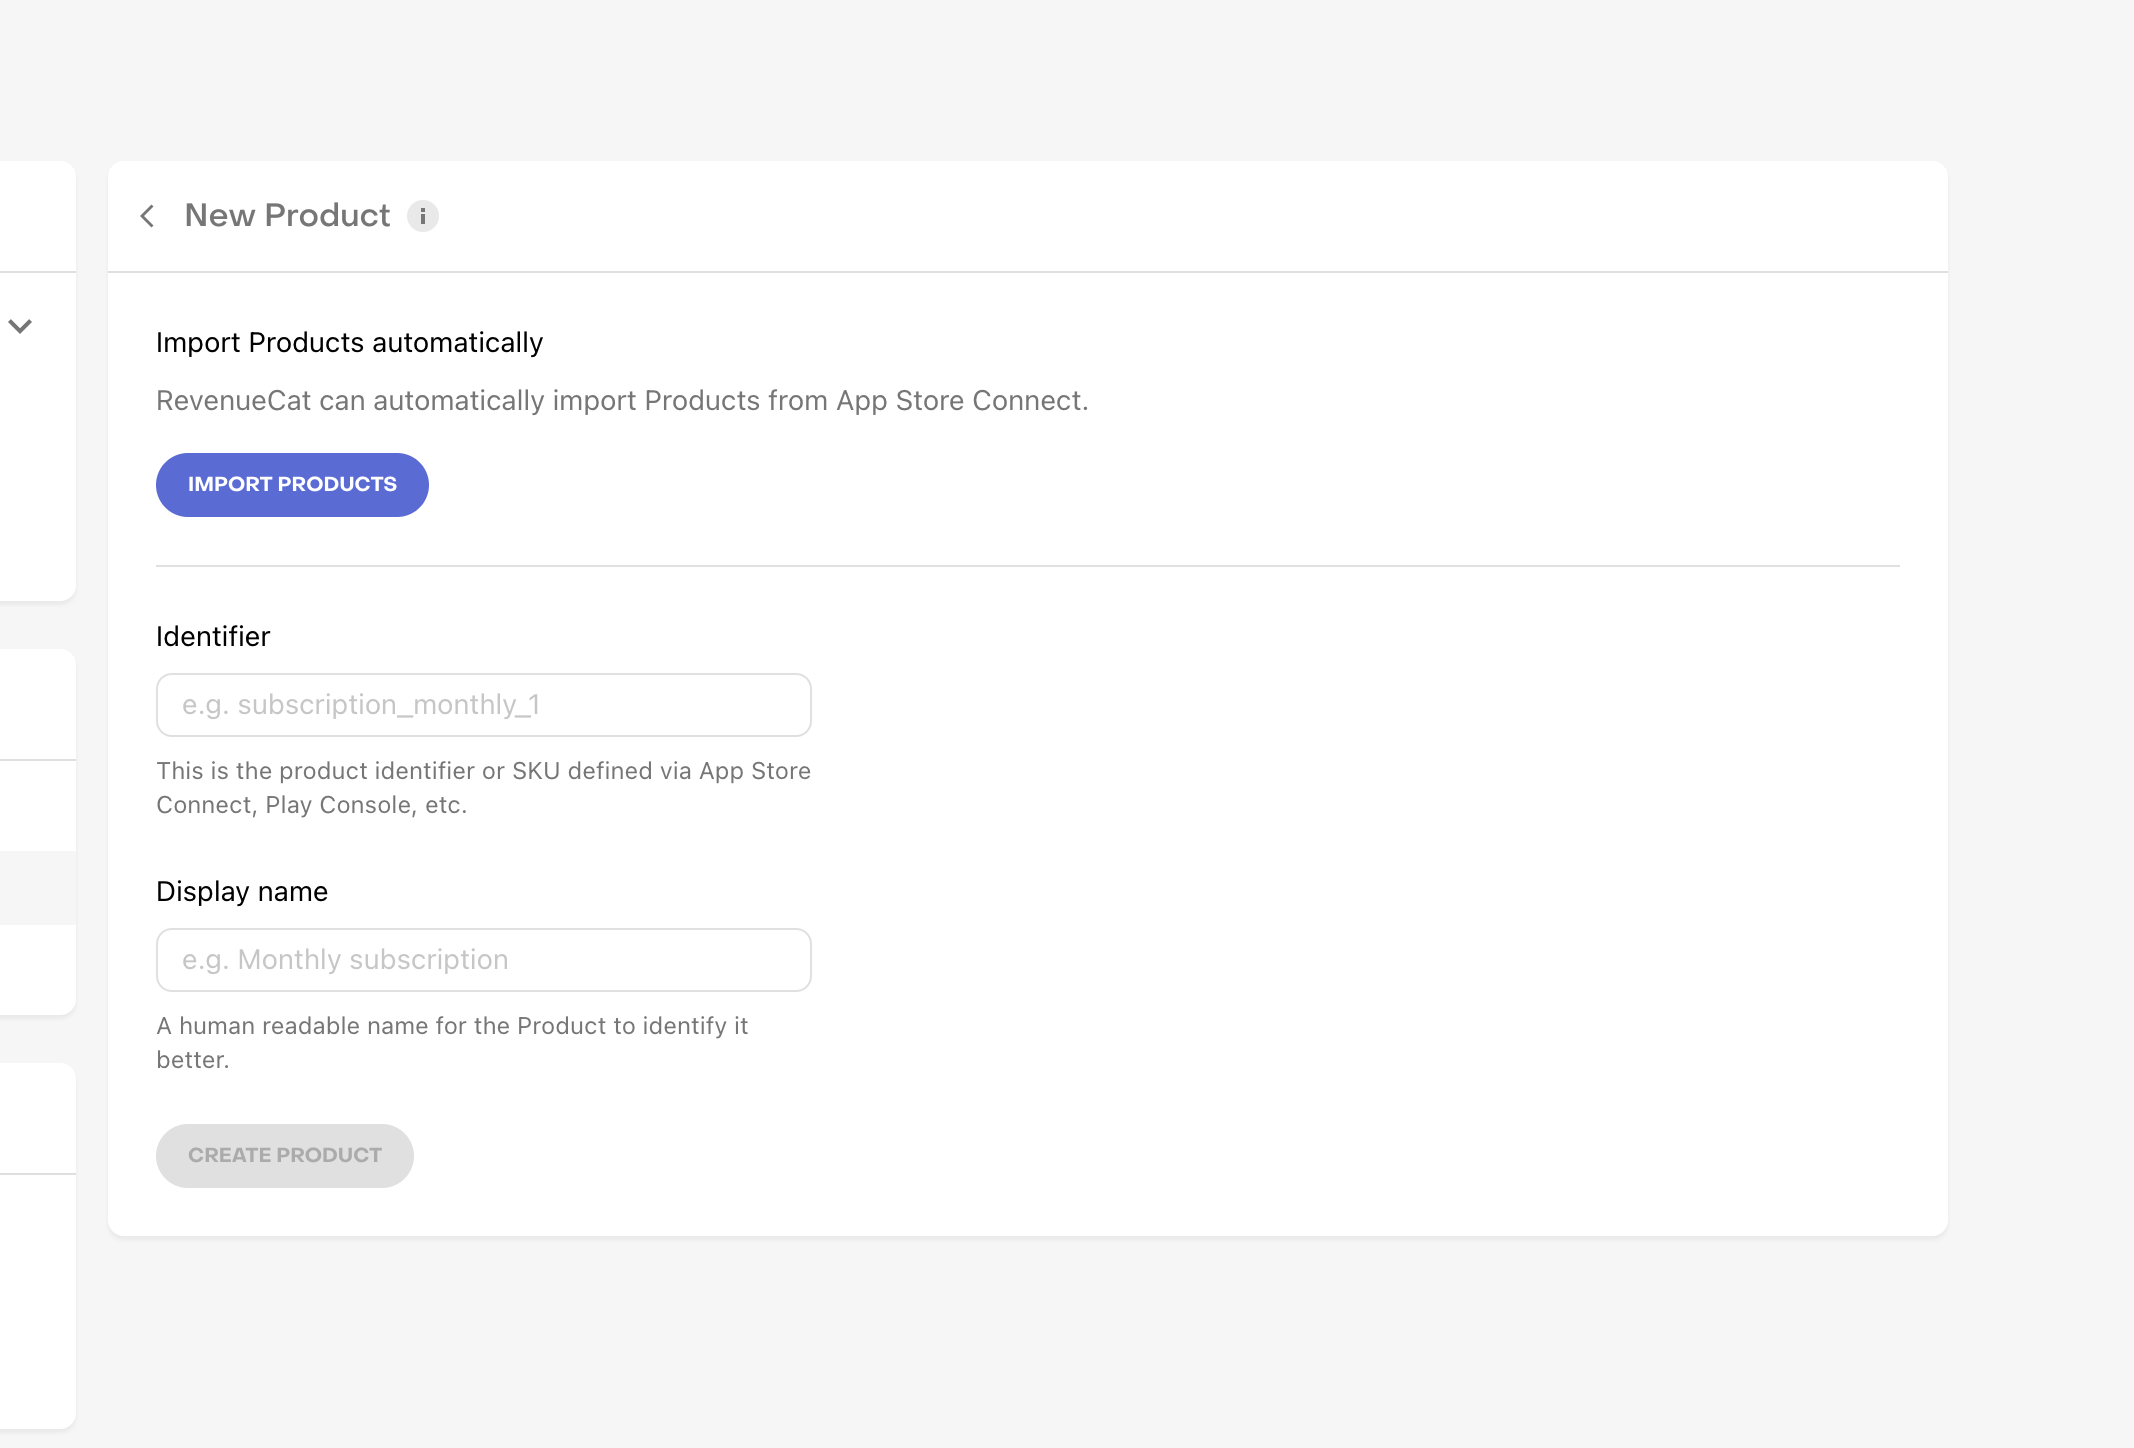 New Product
Import Products automatically
RevenueCat can automatically import Products from App Store Connect.
IMPORT PRODUCTS
Identifier
e.g. subscription_monthly_1
This is the product identifier or SKU defined via App Store
Connect, Play Console, etc.
Display name
e.g. Monthly subscription
A human readable name for the Product to identify it
better.
CREATE PRODUCT